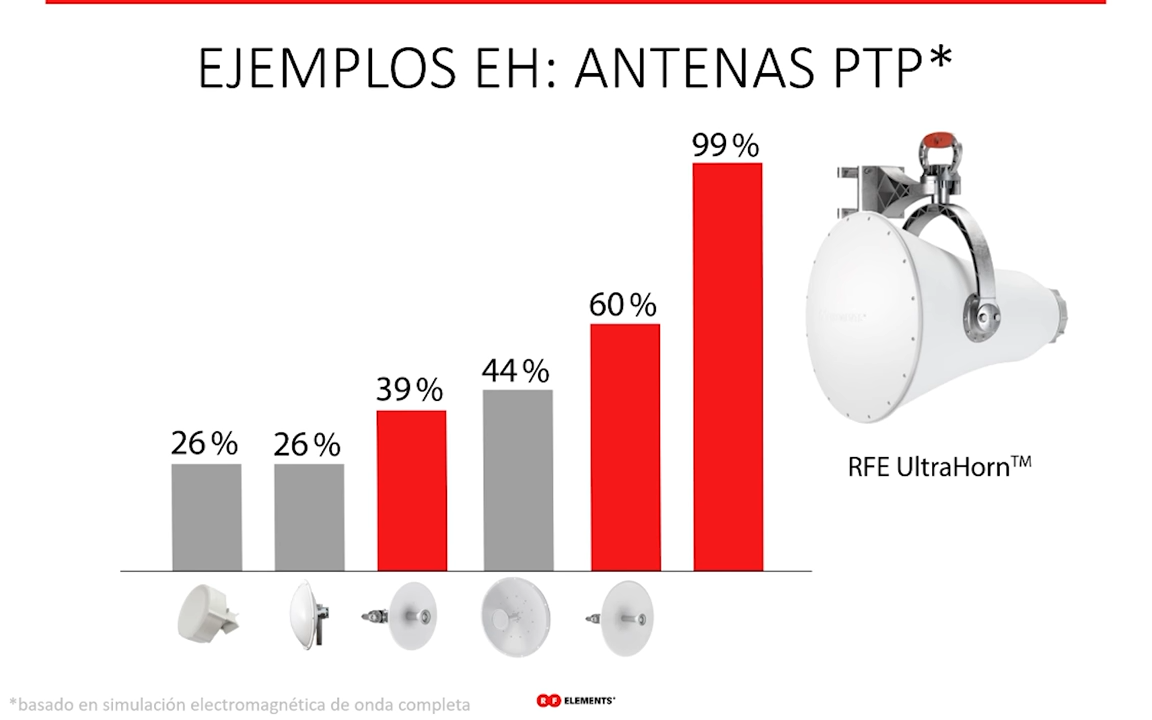 EJEMPLOS EH: ANTENAS PTP*
99 %
60 %
44 %
39 %
26 %
26 %
RFE UltraHorn™
*basado en simulación electromagnética de onda completa
RF ELEMENTS®